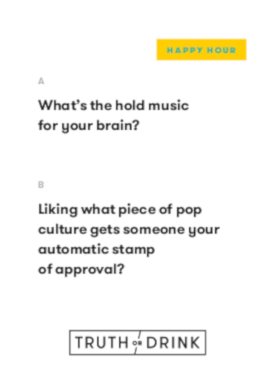 HAPPY HOUR
A
What's the hold music
for your brain?
B
Liking what piece of pop
culture gets someone your
automatic stamp
of approval?
TRUTH OR DRINK